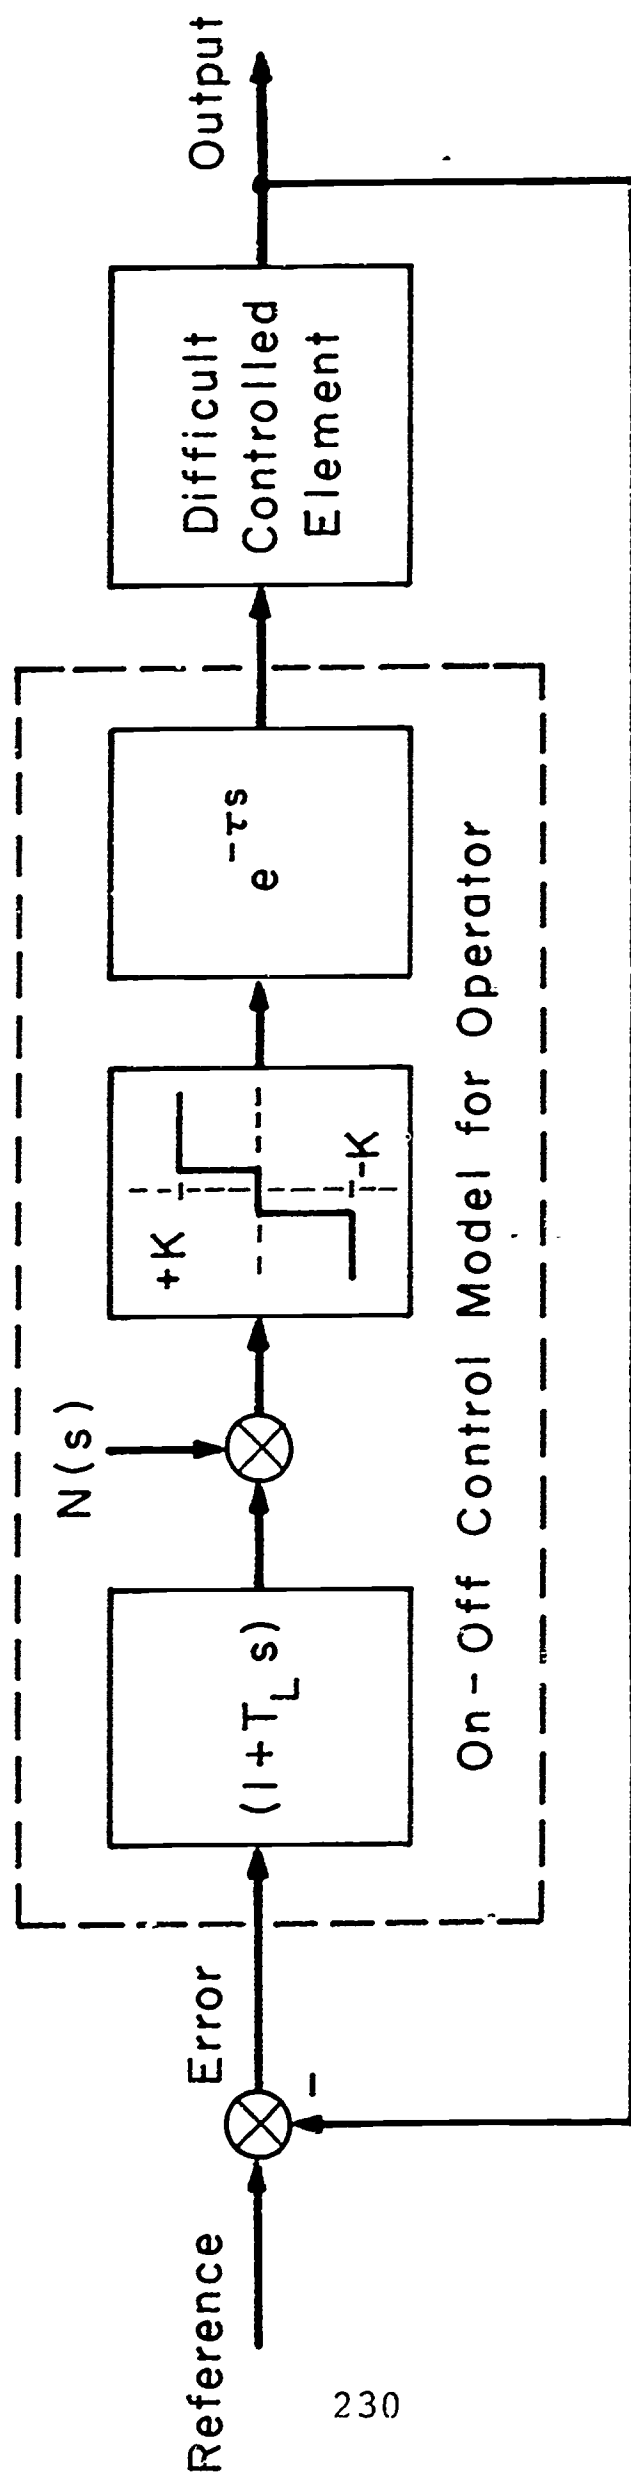 Reference
Error
−
(1+T_L s)
N(s)
+K
-K
e^{-τs}
Difficult
Controlled
Element
Output
On-Off Control Model for Operator
230